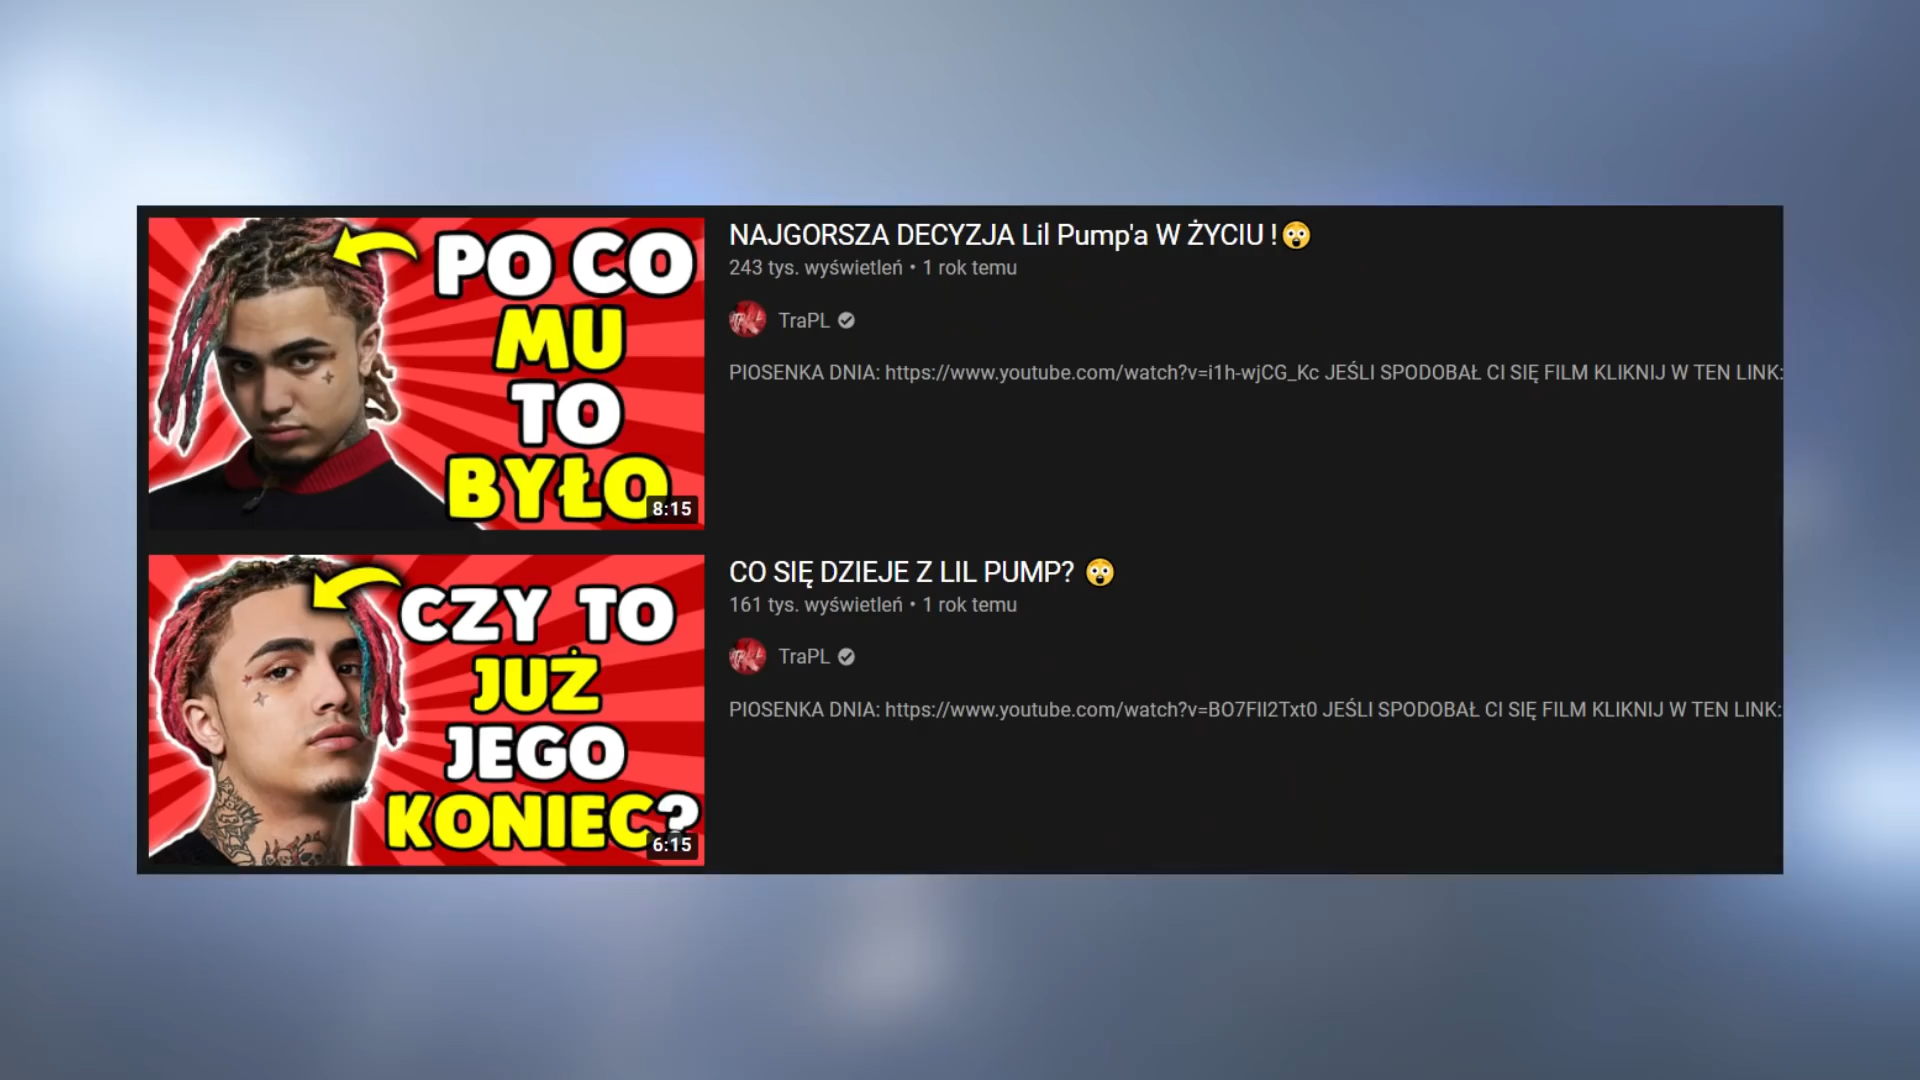 PO CO
MU
TO
BYŁO
8:15
NAJGORSZA DECYZJA Lil Pump'a W ŻYCIU ! 😲
243 tys. wyświetleń • 1 rok temu
TraPL
PIOSENKA DNIA: https://www.youtube.com/watch?v=i1h-wjCG_Kc JEŚLI SPODOBAŁ CI SIĘ FILM KLIKNIJ W TEN LINK:
CZY TO
JUŻ
JEGO
KONIEC?
6:15
CO SIĘ DZIEJE Z LIL PUMP? 😲
161 tys. wyświetleń • 1 rok temu
TraPL
PIOSENKA DNIA: https://www.youtube.com/watch?v=BO7FII2Txt0 JEŚLI SPODOBAŁ CI SIĘ FILM KLIKNIJ W TEN LINK: